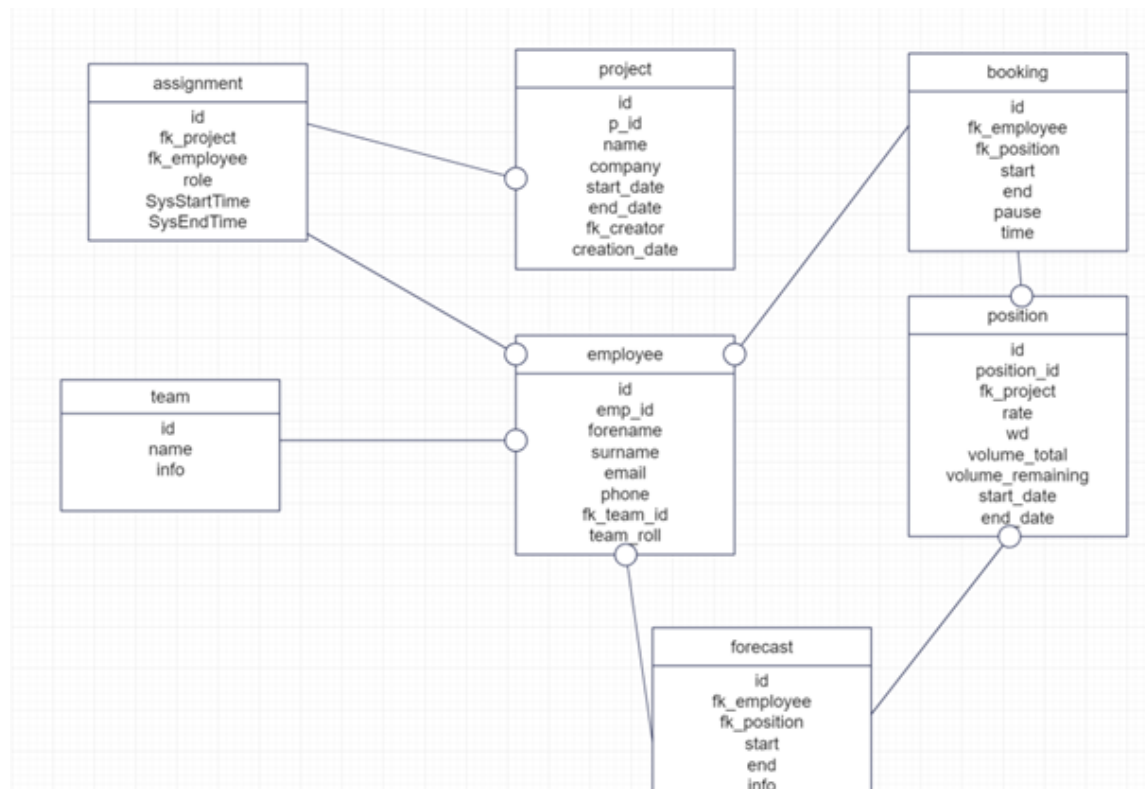 assignment
id
fk_project
fk_employee
role
SysStartTime
SysEndTime
project
id
p_id
name
company
start_date
end_date
fk_creator
creation_date
booking
id
fk_employee
fk_position
start
end
pause
time
team
id
name
info
employee
id
emp_id
forename
surname
email
phone
fk_team_id
team_roll
position
id
position_id
fk_project
rate
wd
volume_total
volume_remaining
start_date
end_date
forecast
id
fk_employee
fk_position
start
end
info